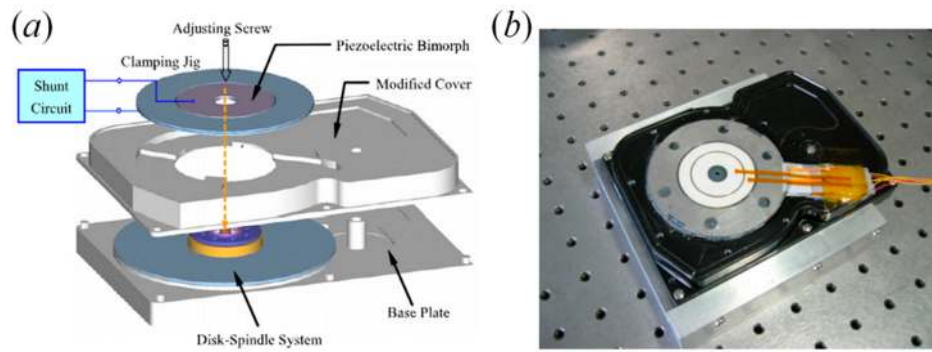 (a)
Adjusting Screw
Piezoelectric Bimorph
Clamping Jig
Modified Cover
Shunt
Circuit
Base Plate
Disk-Spindle System
(b)